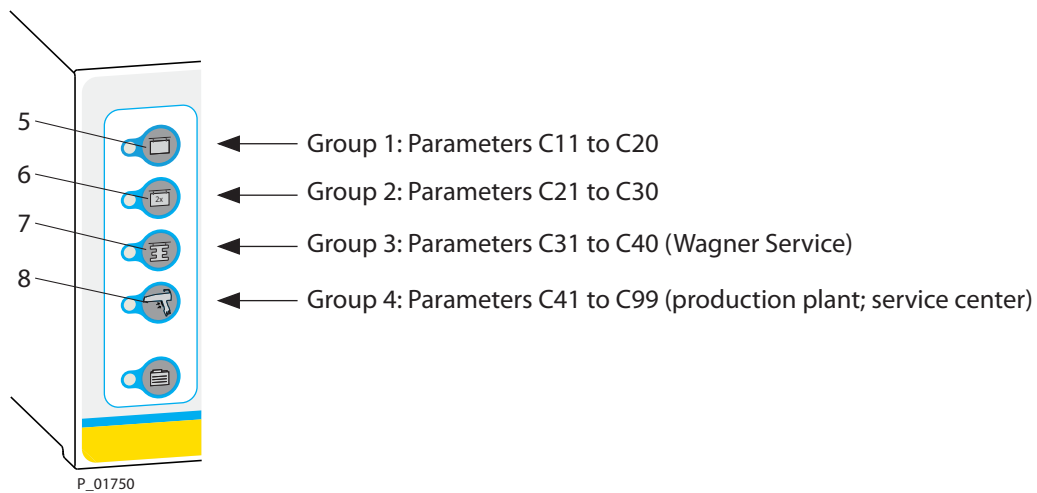 5
Group 1: Parameters C11 to C20
6
2x
Group 2: Parameters C21 to C30
7
Group 3: Parameters C31 to C40 (Wagner Service)
8
Group 4: Parameters C41 to C99 (production plant; service center)
P_01750